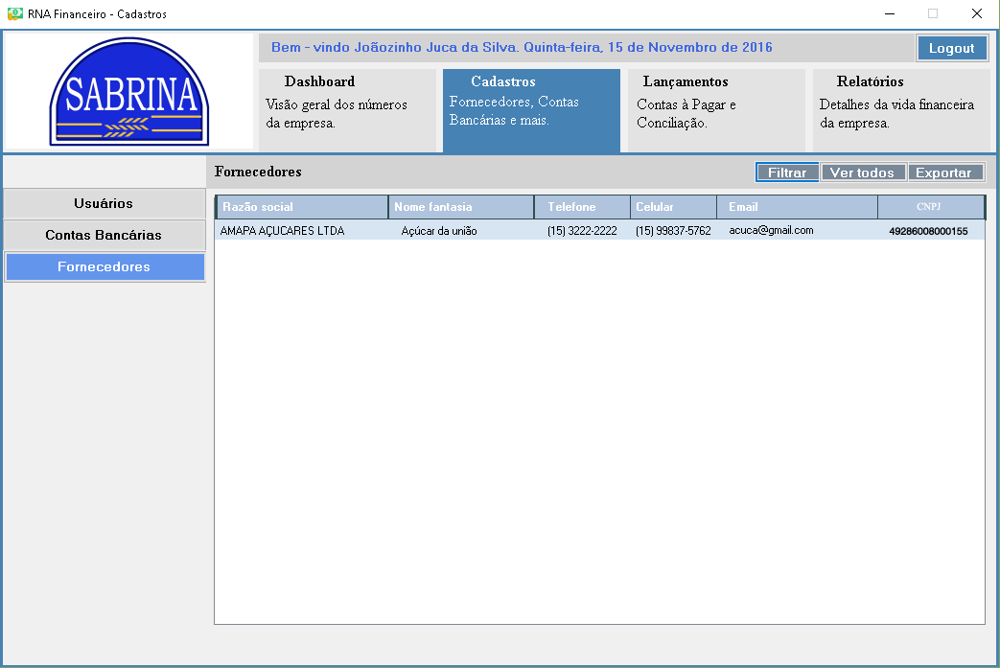 RNA Financeiro - Cadastros
SABRINA
Bem - vindo Joãozinho Juca da Silva. Quinta-feira, 15 de Novembro de 2016
Logout
Dashboard
Visão geral dos números
da empresa.
Cadastros
Fornecedores, Contas
Bancárias e mais.
Lançamentos
Contas à Pagar e
Conciliação.
Relatórios
Detalhes da vida financeira
da empresa.
Usuários
Contas Bancárias
Fornecedores
Fornecedores
Filtrar Ver todos Exportar
Razão social Nome fantasia Telefone Celular Email CNPJ
AMAPA AÇUCARES LTDA Açúcar da união (15) 3222-2222 (15) 99837-5762 acuca@gmail.com 49286008000155